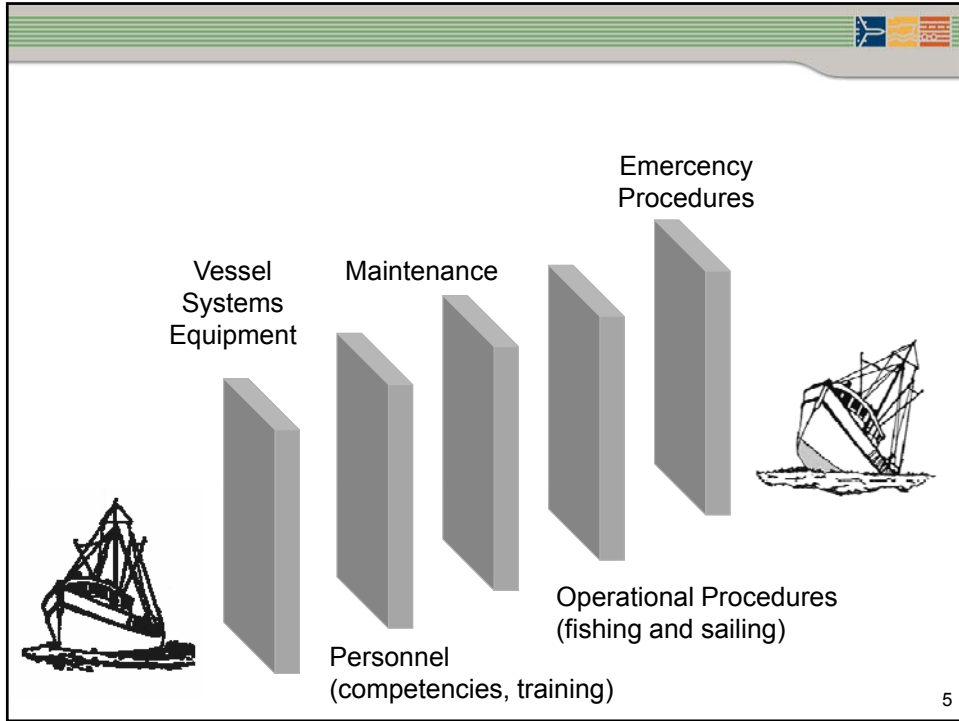 Emercency
Procedures
Vessel
Systems
Equipment
Maintenance
Operational Procedures
(fishing and sailing)
Personnel
(competencies, training)
5